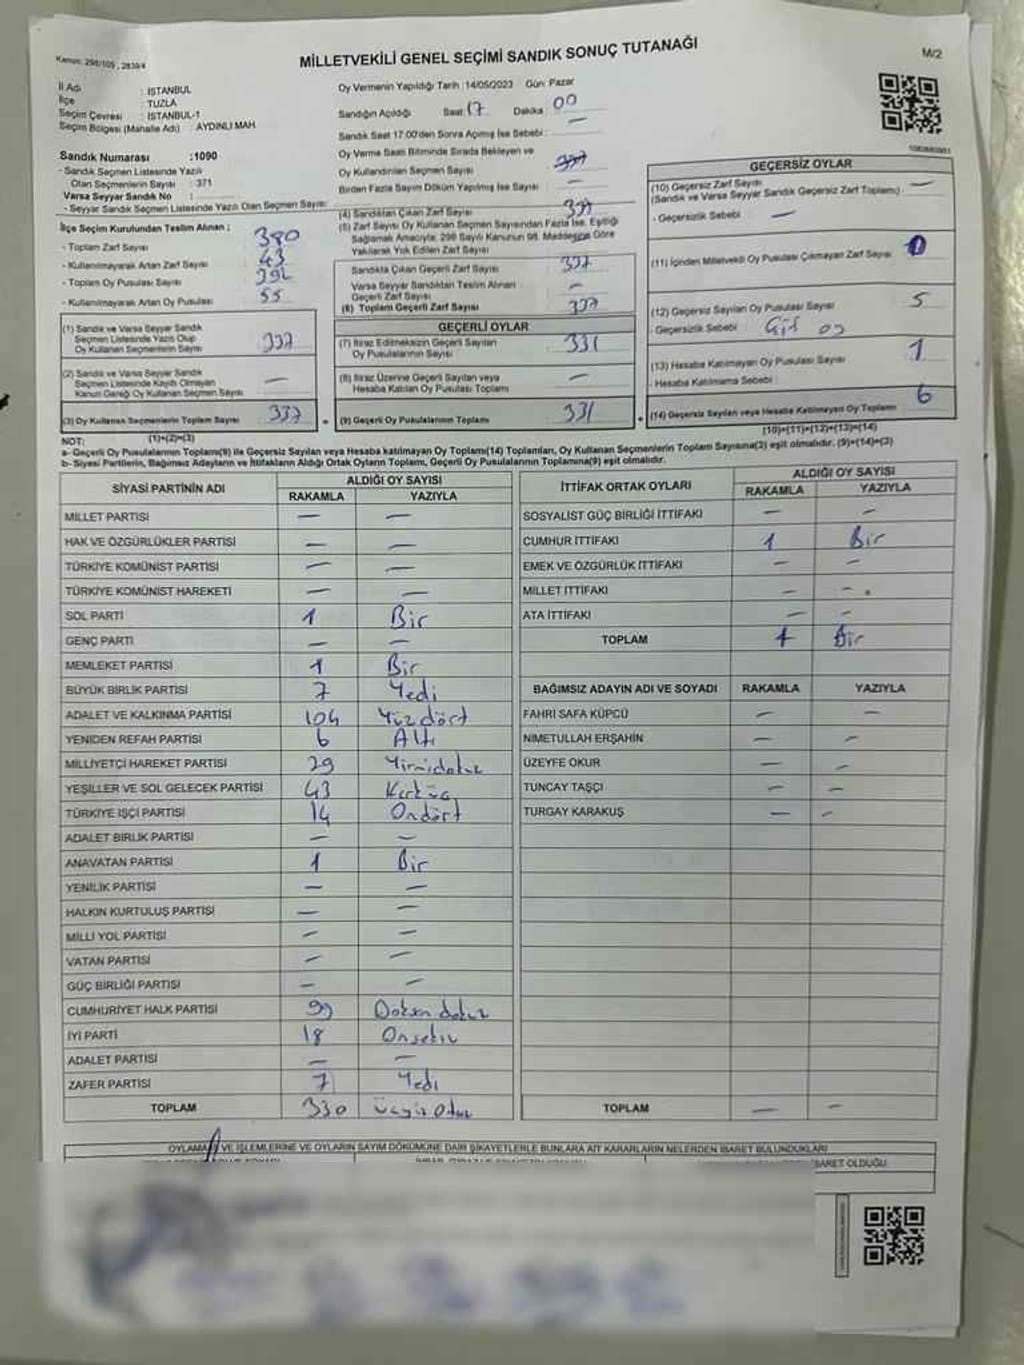 Kanun: 298/105, 2839/4
MİLLETVEKİLİ GENEL SEÇİMİ SANDIK SONUÇ TUTANAĞI
M/2
İl Adı : İSTANBUL
İlçe : TUZLA
Seçim Çevresi : İSTANBUL-1
Seçim Bölgesi (Mahalle Adı) : AYDINLI MAH
Sandık Numarası :1090
- Sandık Seçmen Listesinde Yazılı
Olan Seçmenlerin Sayısı : 371
Varsa Seyyar Sandık No :
- Seyyar Sandık Seçmen Listesinde Yazılı Olan Seçmen Sayısı:
İlçe Seçim Kurulundan Teslim Alınan ;
- Toplam Zarf Sayısı 380
- Kullanılmayarak Artan Zarf Sayısı 43
- Toplam Oy Pusulası Sayısı 392
- Kullanılmayarak Artan Oy Pusulası 55
(1) Sandık ve Varsa Seyyar Sandık
Seçmen Listesinde Yazılı Olup
Oy Kullanan Seçmenlerin Sayısı 337
(2) Sandık ve Varsa Seyyar Sandık
Seçmen Listesinde Kayıtlı Olmayan
Kanun Gereği Oy Kullanan Seçmen Sayısı —
(3) Oy Kullanan Seçmenlerin Toplam Sayısı 337
(1)+(2)=(3)
Oy Vermenin Yapıldığı Tarih :14/05/2023 Gün: Pazar
Sandığın Açıldığı Saat 17 Dakika 00
Sandık Saat 17.00'den Sonra Açılmış İse Sebebi : —
Oy Verme Saati Bitiminde Sırada Bekleyen ve
Oy Kullandırılan Seçmen Sayısı
Birden Fazla Sayım Döküm Yapılmış İse Sayısı —
(4) Sandıktan Çıkan Zarf Sayısı 337
(5) Zarf Sayısı Oy Kullanan Seçmen Sayısından Fazla İse, Eşitliği
Sağlamak Amacıyla, 298 Sayılı Kanunun 98. Maddesine Göre
Yakılarak Yok Edilen Zarf Sayısı
Sandıkta Çıkan Geçerli Zarf Sayısı 337
Varsa Seyyar Sandıktan Teslim Alınan
Geçerli Zarf Sayısı —
(6) Toplam Geçerli Zarf Sayısı 337
GEÇERLİ OYLAR
(7) İtiraz Edilmeksizin Geçerli Sayılan
Oy Pusulalarının Sayısı 331
(8) İtiraz Üzerine Geçerli Sayılan veya
Hesaba Katılan Oy Pusulası Toplamı —
(9) Geçerli Oy Pusulalarının Toplamı 331
GEÇERSİZ OYLAR
(10) Geçersiz Zarf Sayısı —
(Sandık ve Varsa Seyyar Sandık Geçersiz Zarf Toplamı)
- Geçersizlik Sebebi : —
(11) İçinden Milletvekili Oy Pusulası Çıkmayan Zarf Sayısı
(12) Geçersiz Sayılan Oy Pusulası Sayısı 5
- Geçersizlik Sebebi : Çift oy
(13) Hesaba Katılmayan Oy Pusulası Sayısı 1
- Hesaba Katılmama Sebebi :
(14) Geçersiz Sayılan veya Hesaba Katılmayan Oy Toplamı 6
(10)+(11)+(12)+(13)=(14)
NOT:
a- Geçerli Oy Pusulalarının Toplamı(9) ile Geçersiz Sayılan veya Hesaba katılmayan Oy Toplamı(14) Toplamları, Oy Kullanan Seçmenlerin Toplam Sayısına(3) eşit olmalıdır. (9)+(14)=(3)
b- Siyasi Partilerin, Bağımsız Adayların ve İttifakların Aldığı Ortak Oyların Toplamı, Geçerli Oy Pusulalarının Toplamına(9) eşit olmalıdır.
SİYASİ PARTİNİN ADI ALDIĞI OY SAYISI
RAKAMLA YAZIYLA
MİLLET PARTİSİ — —
HAK VE ÖZGÜRLÜKLER PARTİSİ — —
TÜRKİYE KOMÜNİST PARTİSİ — —
TÜRKİYE KOMÜNİST HAREKETİ — —
SOL PARTİ 1 Bir
GENÇ PARTİ — —
MEMLEKET PARTİSİ 1 Bir
BÜYÜK BİRLİK PARTİSİ 7 Yedi
ADALET VE KALKINMA PARTİSİ 104 Yüzdört
YENİDEN REFAH PARTİSİ 6 Altı
MİLLİYETÇİ HAREKET PARTİSİ 29 Yirmidokuz
YEŞİLLER VE SOL GELECEK PARTİSİ 43 Kırküç
TÜRKİYE İŞÇİ PARTİSİ 14 Ondört
ADALET BİRLİK PARTİSİ — —
ANAVATAN PARTİSİ 1 Bir
YENİLİK PARTİSİ — —
HALKIN KURTULUŞ PARTİSİ — —
MİLLİ YOL PARTİSİ — —
VATAN PARTİSİ — —
GÜÇ BİRLİĞİ PARTİSİ — —
CUMHURİYET HALK PARTİSİ 99 Doksan dokuz
İYİ PARTİ 18 Onsekiz
ADALET PARTİSİ — —
ZAFER PARTİSİ 7 Yedi
TOPLAM 330 Üçyüz Otuz
İTTİFAK ORTAK OYLARI ALDIĞI OY SAYISI
RAKAMLA YAZIYLA
SOSYALİST GÜÇ BİRLİĞİ İTTİFAKI — —
CUMHUR İTTİFAKI 1 Bir
EMEK VE ÖZGÜRLÜK İTTİFAKI — —
MİLLET İTTİFAKI — —
ATA İTTİFAKI — —
TOPLAM 1 Bir
BAĞIMSIZ ADAYIN ADI VE SOYADI RAKAMLA YAZIYLA
FAHRİ SAFA KÜPCÜ — —
NİMETULLAH ERŞAHİN — —
ÜZEYFE OKUR — —
TUNCAY TAŞÇI — —
TURGAY KARAKUŞ — —
TOPLAM — —
OYLAMA VE İŞLEMLERİNE VE OYLARIN SAYIM DÖKÜMÜNE DAİR ŞİKAYETLERLE BUNLARA AİT KARARLARIN NELERDEN İBARET BULUNDUKLARI
İBARET OLDUĞU